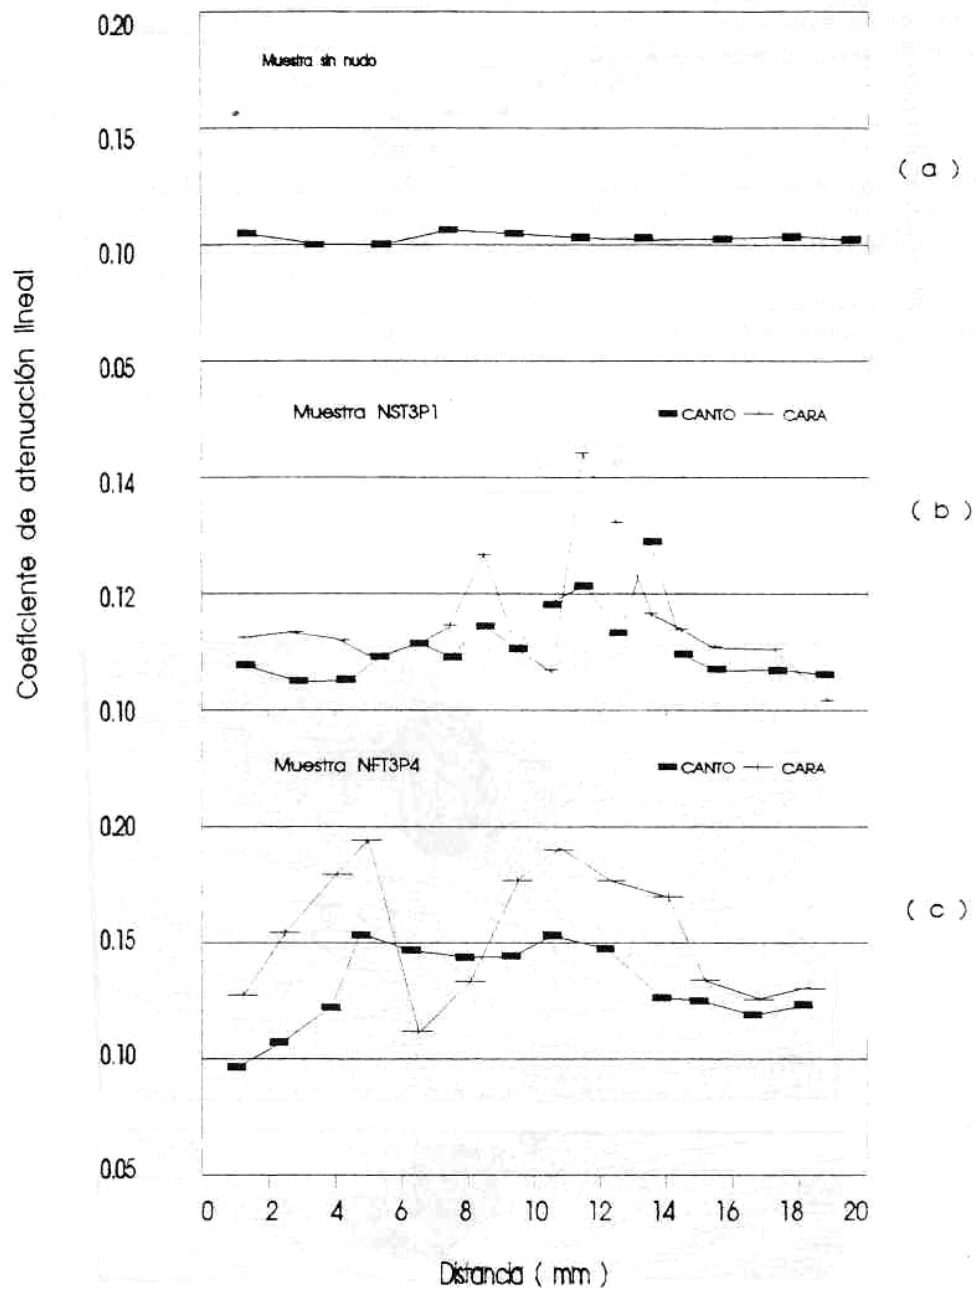 0.20
Muestra sin nudo
0.15
( a )
0.10
0.05
Muestra NST3P1
CANTO CARA
0.14
( b )
0.12
0.10
Muestra NFT3P4
CANTO CARA
0.20
( c )
0.15
0.10
0.05
0 2 4 6 8 10 12 14 16 18 20
Distancia ( mm )
Coeficiente de atenuación lineal